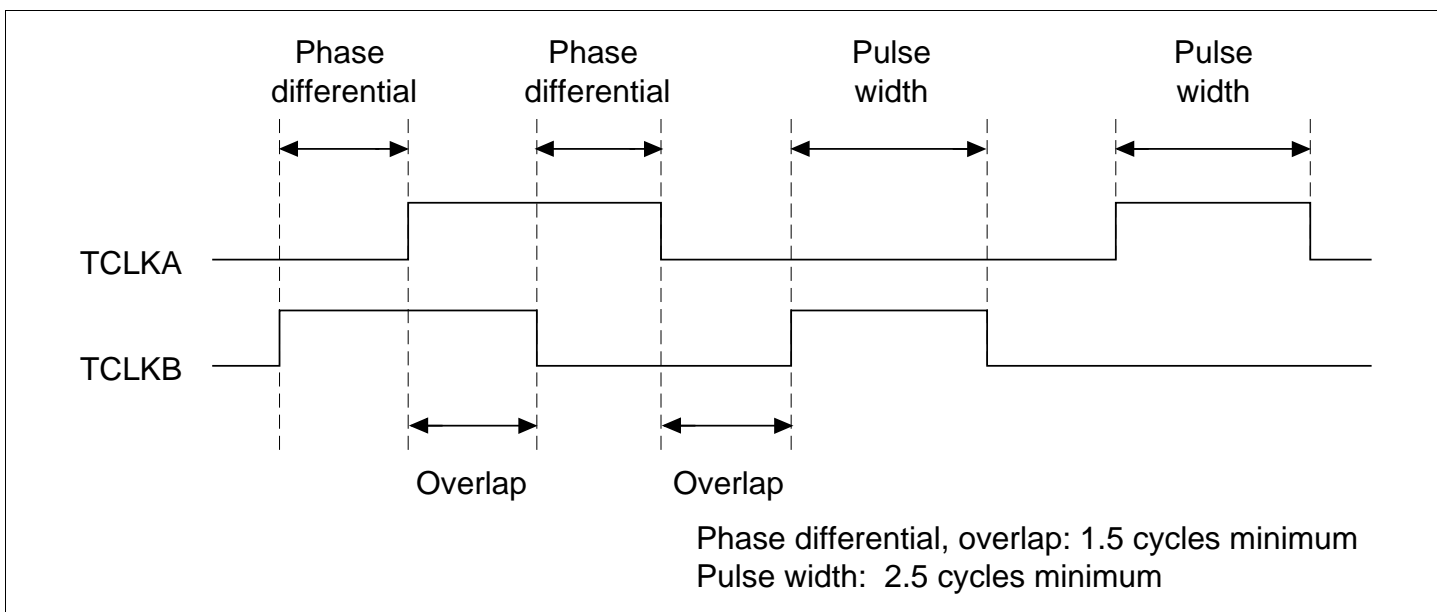 Phase
differential
Phase
differential
Pulse
width
Pulse
width
TCLKA
TCLKB
Overlap
Overlap
Phase differential, overlap: 1.5 cycles minimum
Pulse width:  2.5 cycles minimum